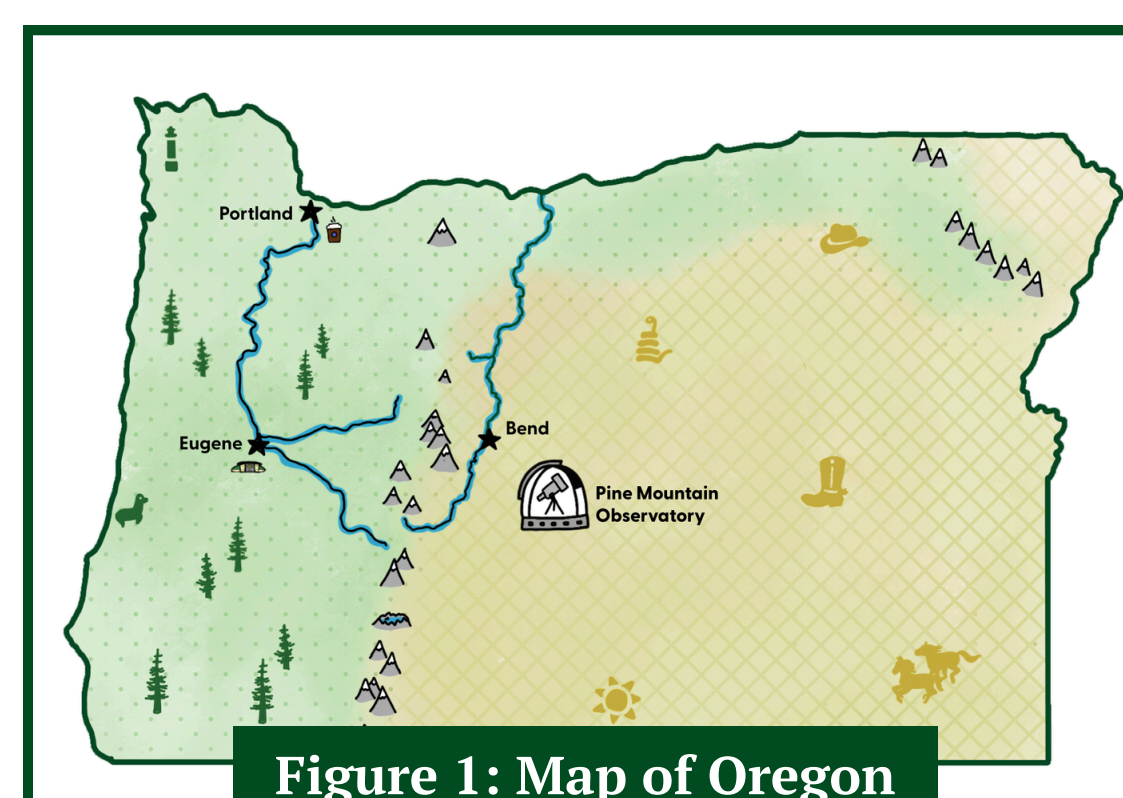 Portland
Eugene
Bend
Pine Mountain
Observatory
Figure 1: Map of Oregon